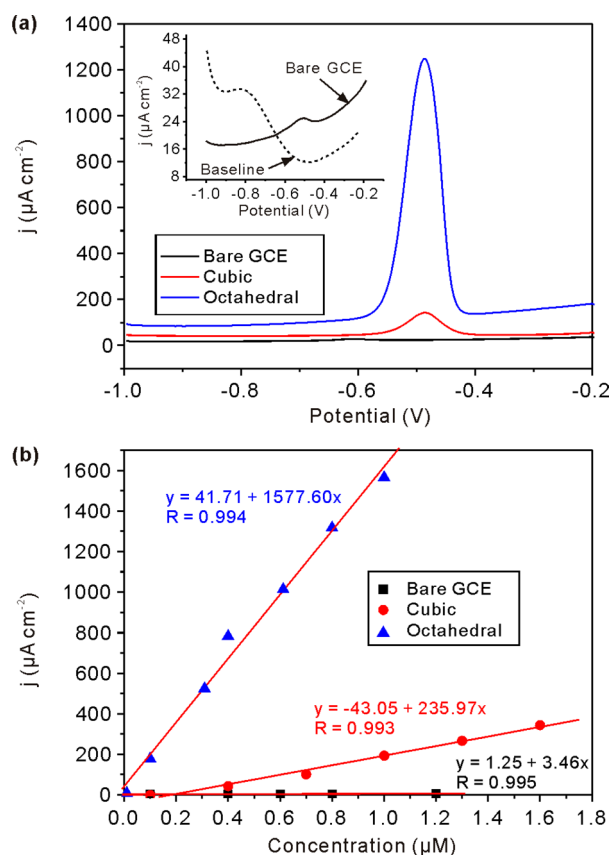 (a)
1400
1200
1000
800
600
400
200
0
j (µA cm-2)
48
40
32
24
16
8
j (µA cm-2)
Bare GCE
Baseline
-1.0 -0.8 -0.6 -0.4 -0.2
Potential (V)
Bare GCE
Cubic
Octahedral
-1.0 -0.8 -0.6 -0.4 -0.2
Potential (V)
(b)
1600
1400
1200
1000
800
600
400
200
0
j (µA cm-2)
y = 41.71 + 1577.60x
R = 0.994
Bare GCE
Cubic
Octahedral
y = -43.05 + 235.97x
R = 0.993
y = 1.25 + 3.46x
R = 0.995
0.0 0.2 0.4 0.6 0.8 1.0 1.2 1.4 1.6 1.8
Concentration (µM)